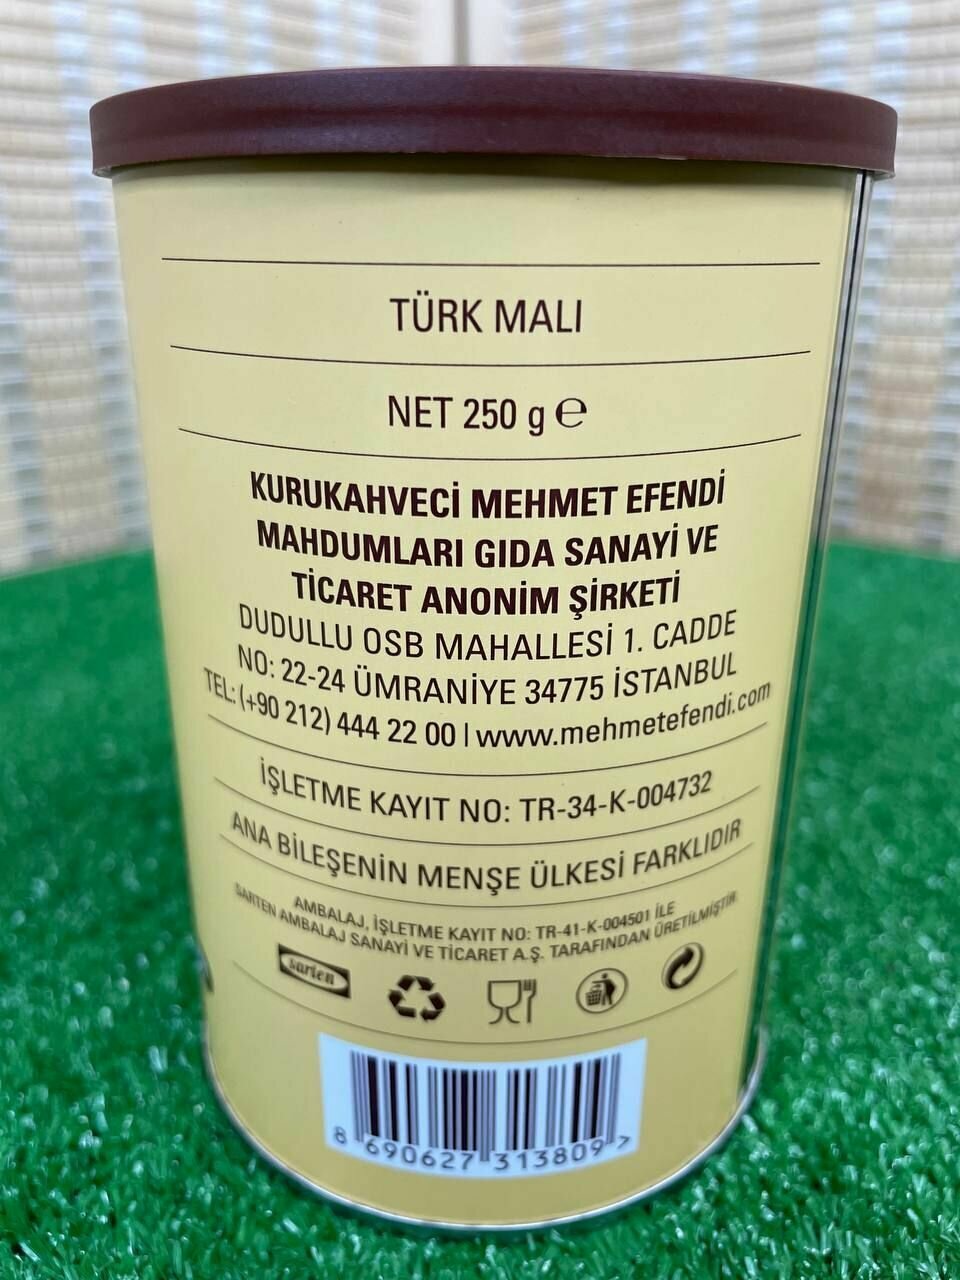 TÜRK MALI
NET 250 g ℮
KURUKAHVECİ MEHMET EFENDİ
MAHDUMLARI GIDA SANAYİ VE
TİCARET ANONİM ŞİRKETİ
DUDULLU OSB MAHALLESİ 1. CADDE
NO: 22-24 ÜMRANİYE 34775 İSTANBUL
TEL: (+90 212) 444 22 00 | www.mehmetefendi.com
İŞLETME KAYIT NO: TR-34-K-004732
ANA BİLEŞENİN MENŞE ÜLKESİ FARKLIDIR
AMBALAJ, İŞLETME KAYIT NO: TR-41-K-004501 İLE
SARTEN AMBALAJ SANAYİ VE TİCARET A.Ş. TARAFINDAN ÜRETİLMİŞTİR.
sarten
8 690627 313809 >